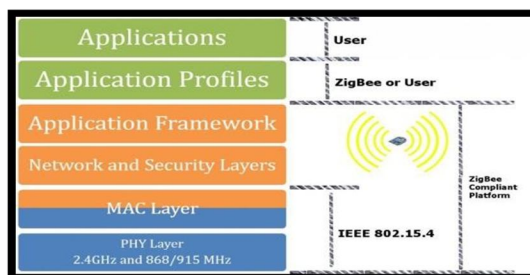 Applications
User
Application Profiles
ZigBee or User
Application Framework
Network and Security Layers
ZigBee
Compliant
Platform
MAC Layer
IEEE 802.15.4
PHY Layer
2.4GHz and 868/915 MHz